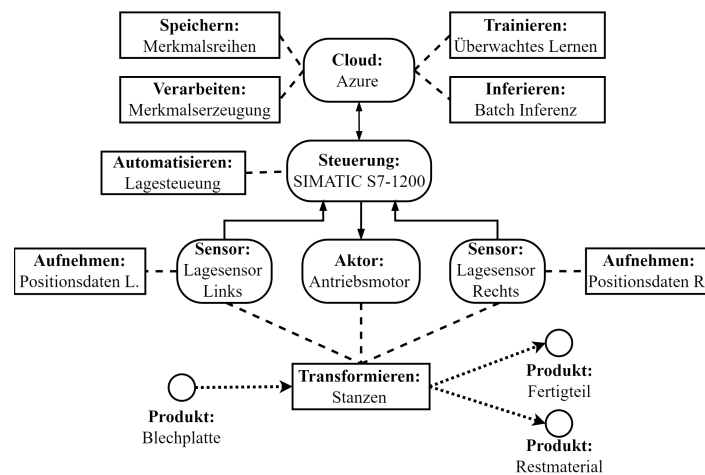 Speichern:
Merkmalsreihen
Trainieren:
Überwachtes Lernen
Cloud:
Azure
Verarbeiten:
Merkmalserzeugung
Inferieren:
Batch Inferenz
Automatisieren:
Lagesteueung
Steuerung:
SIMATIC S7-1200
Aufnehmen:
Positionsdaten L.
Sensor:
Lagesensor
Links
Aktor:
Antriebsmotor
Sensor:
Lagesensor
Rechts
Aufnehmen:
Positionsdaten R
Transformieren:
Stanzen
Produkt:
Blechplatte
Produkt:
Fertigteil
Produkt:
Restmaterial